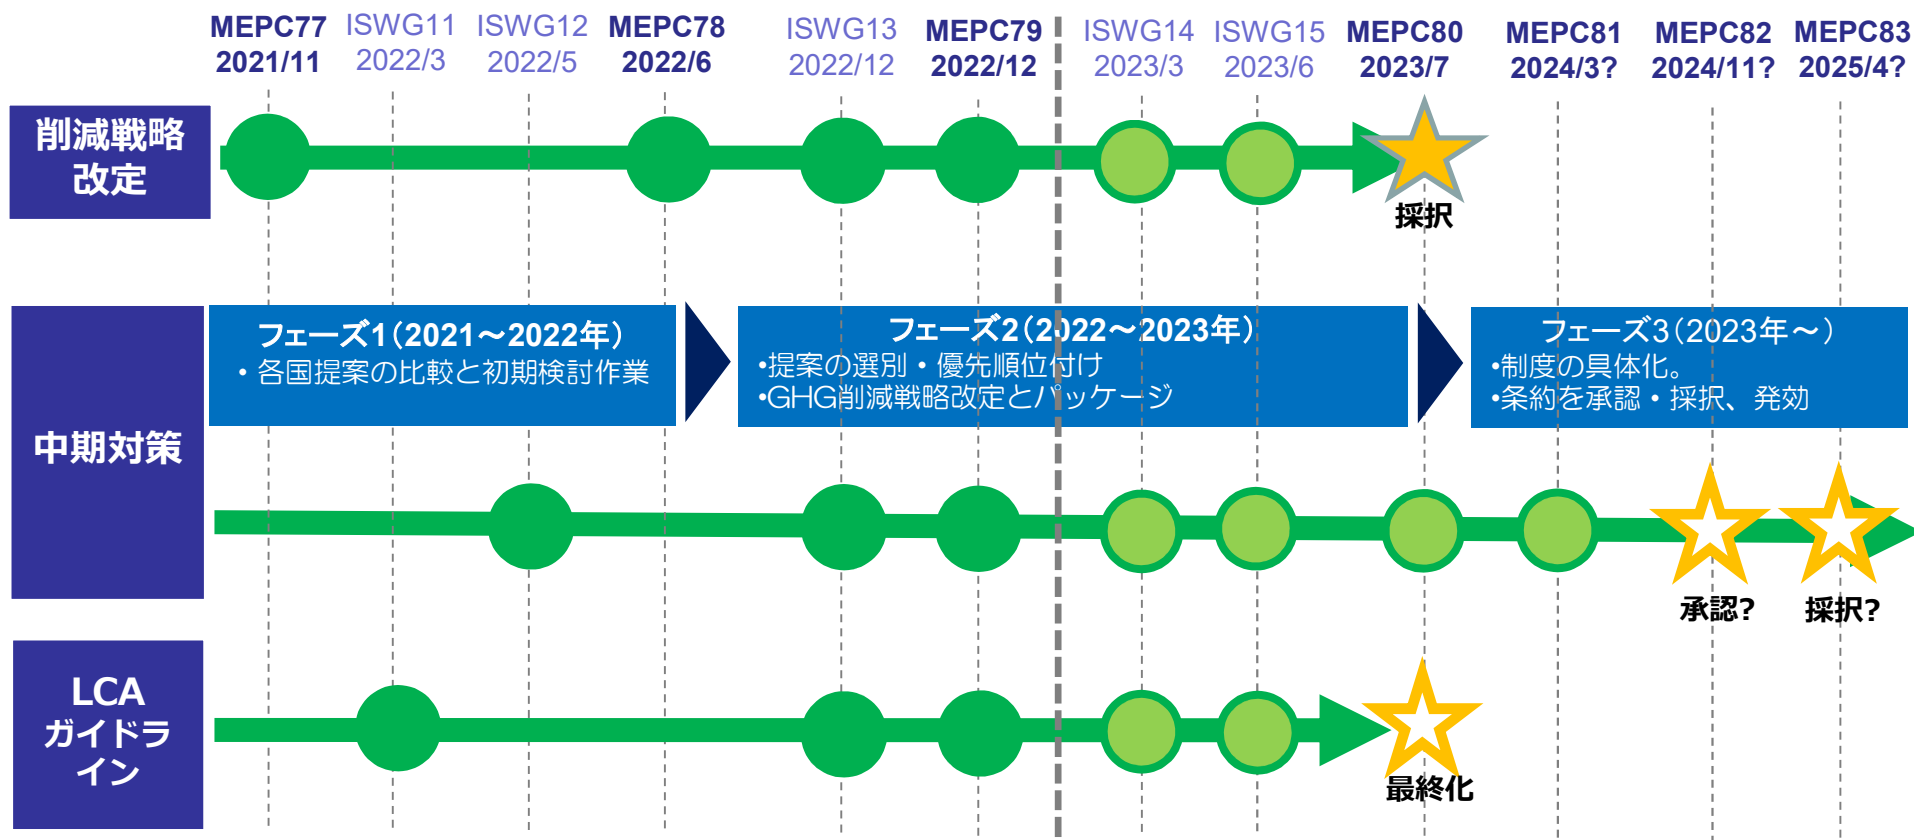 MEPC77
2021/11
ISWG11
2022/3
ISWG12
2022/5
MEPC78
2022/6
ISWG13
2022/12
MEPC79
2022/12
ISWG14
2023/3
ISWG15
2023/6
MEPC80
2023/7
MEPC81
2024/3?
MEPC82
2024/11?
MEPC83
2025/4?
削減戦略
改定
採択
中期対策
フェーズ1(2021～2022年)
・各国提案の比較と初期検討作業
フェーズ2(2022～2023年)
•提案の選別・優先順位付け
•GHG削減戦略改定とパッケージ
フェーズ3(2023年～)
•制度の具体化。
•条約を承認・採択、発効
承認?
採択?
LCA
ガイドラ
イン
最終化